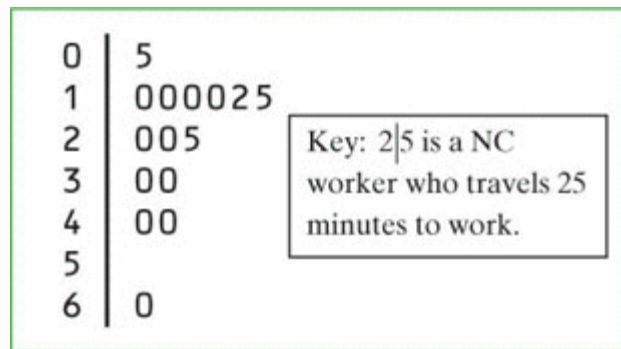 0 | 5
1 | 000025
2 | 005
3 | 00
4 | 00
5 |
6 | 0
Key: 2|5 is a NC
worker who travels 25
minutes to work.